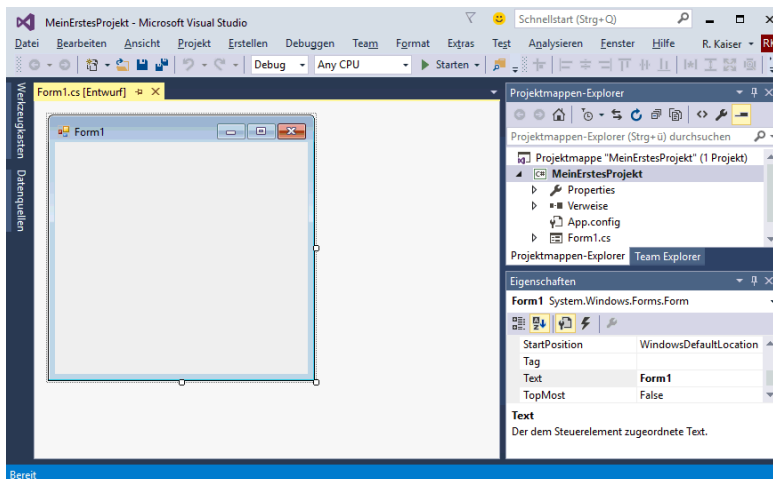 MeinErstesProjekt - Microsoft Visual Studio
Schnellstart (Strg+Q)
Datei Bearbeiten Ansicht Projekt Erstellen Debuggen Team Format Extras Test Analysieren Fenster Hilfe R. Kaiser RK
Debug Any CPU Starten
Werkzeugkasten
Datenquellen
Form1.cs [Entwurf]
Form1
Projektmappen-Explorer
Projektmappen-Explorer (Strg+ü) durchsuchen
Projektmappe "MeinErstesProjekt" (1 Projekt)
C# MeinErstesProjekt
Properties
Verweise
App.config
Form1.cs
Projektmappen-Explorer Team Explorer
Eigenschaften
Form1 System.Windows.Forms.Form
StartPosition WindowsDefaultLocation
Tag
Text Form1
TopMost False
Text
Der dem Steuerelement zugeordnete Text.
Bereit